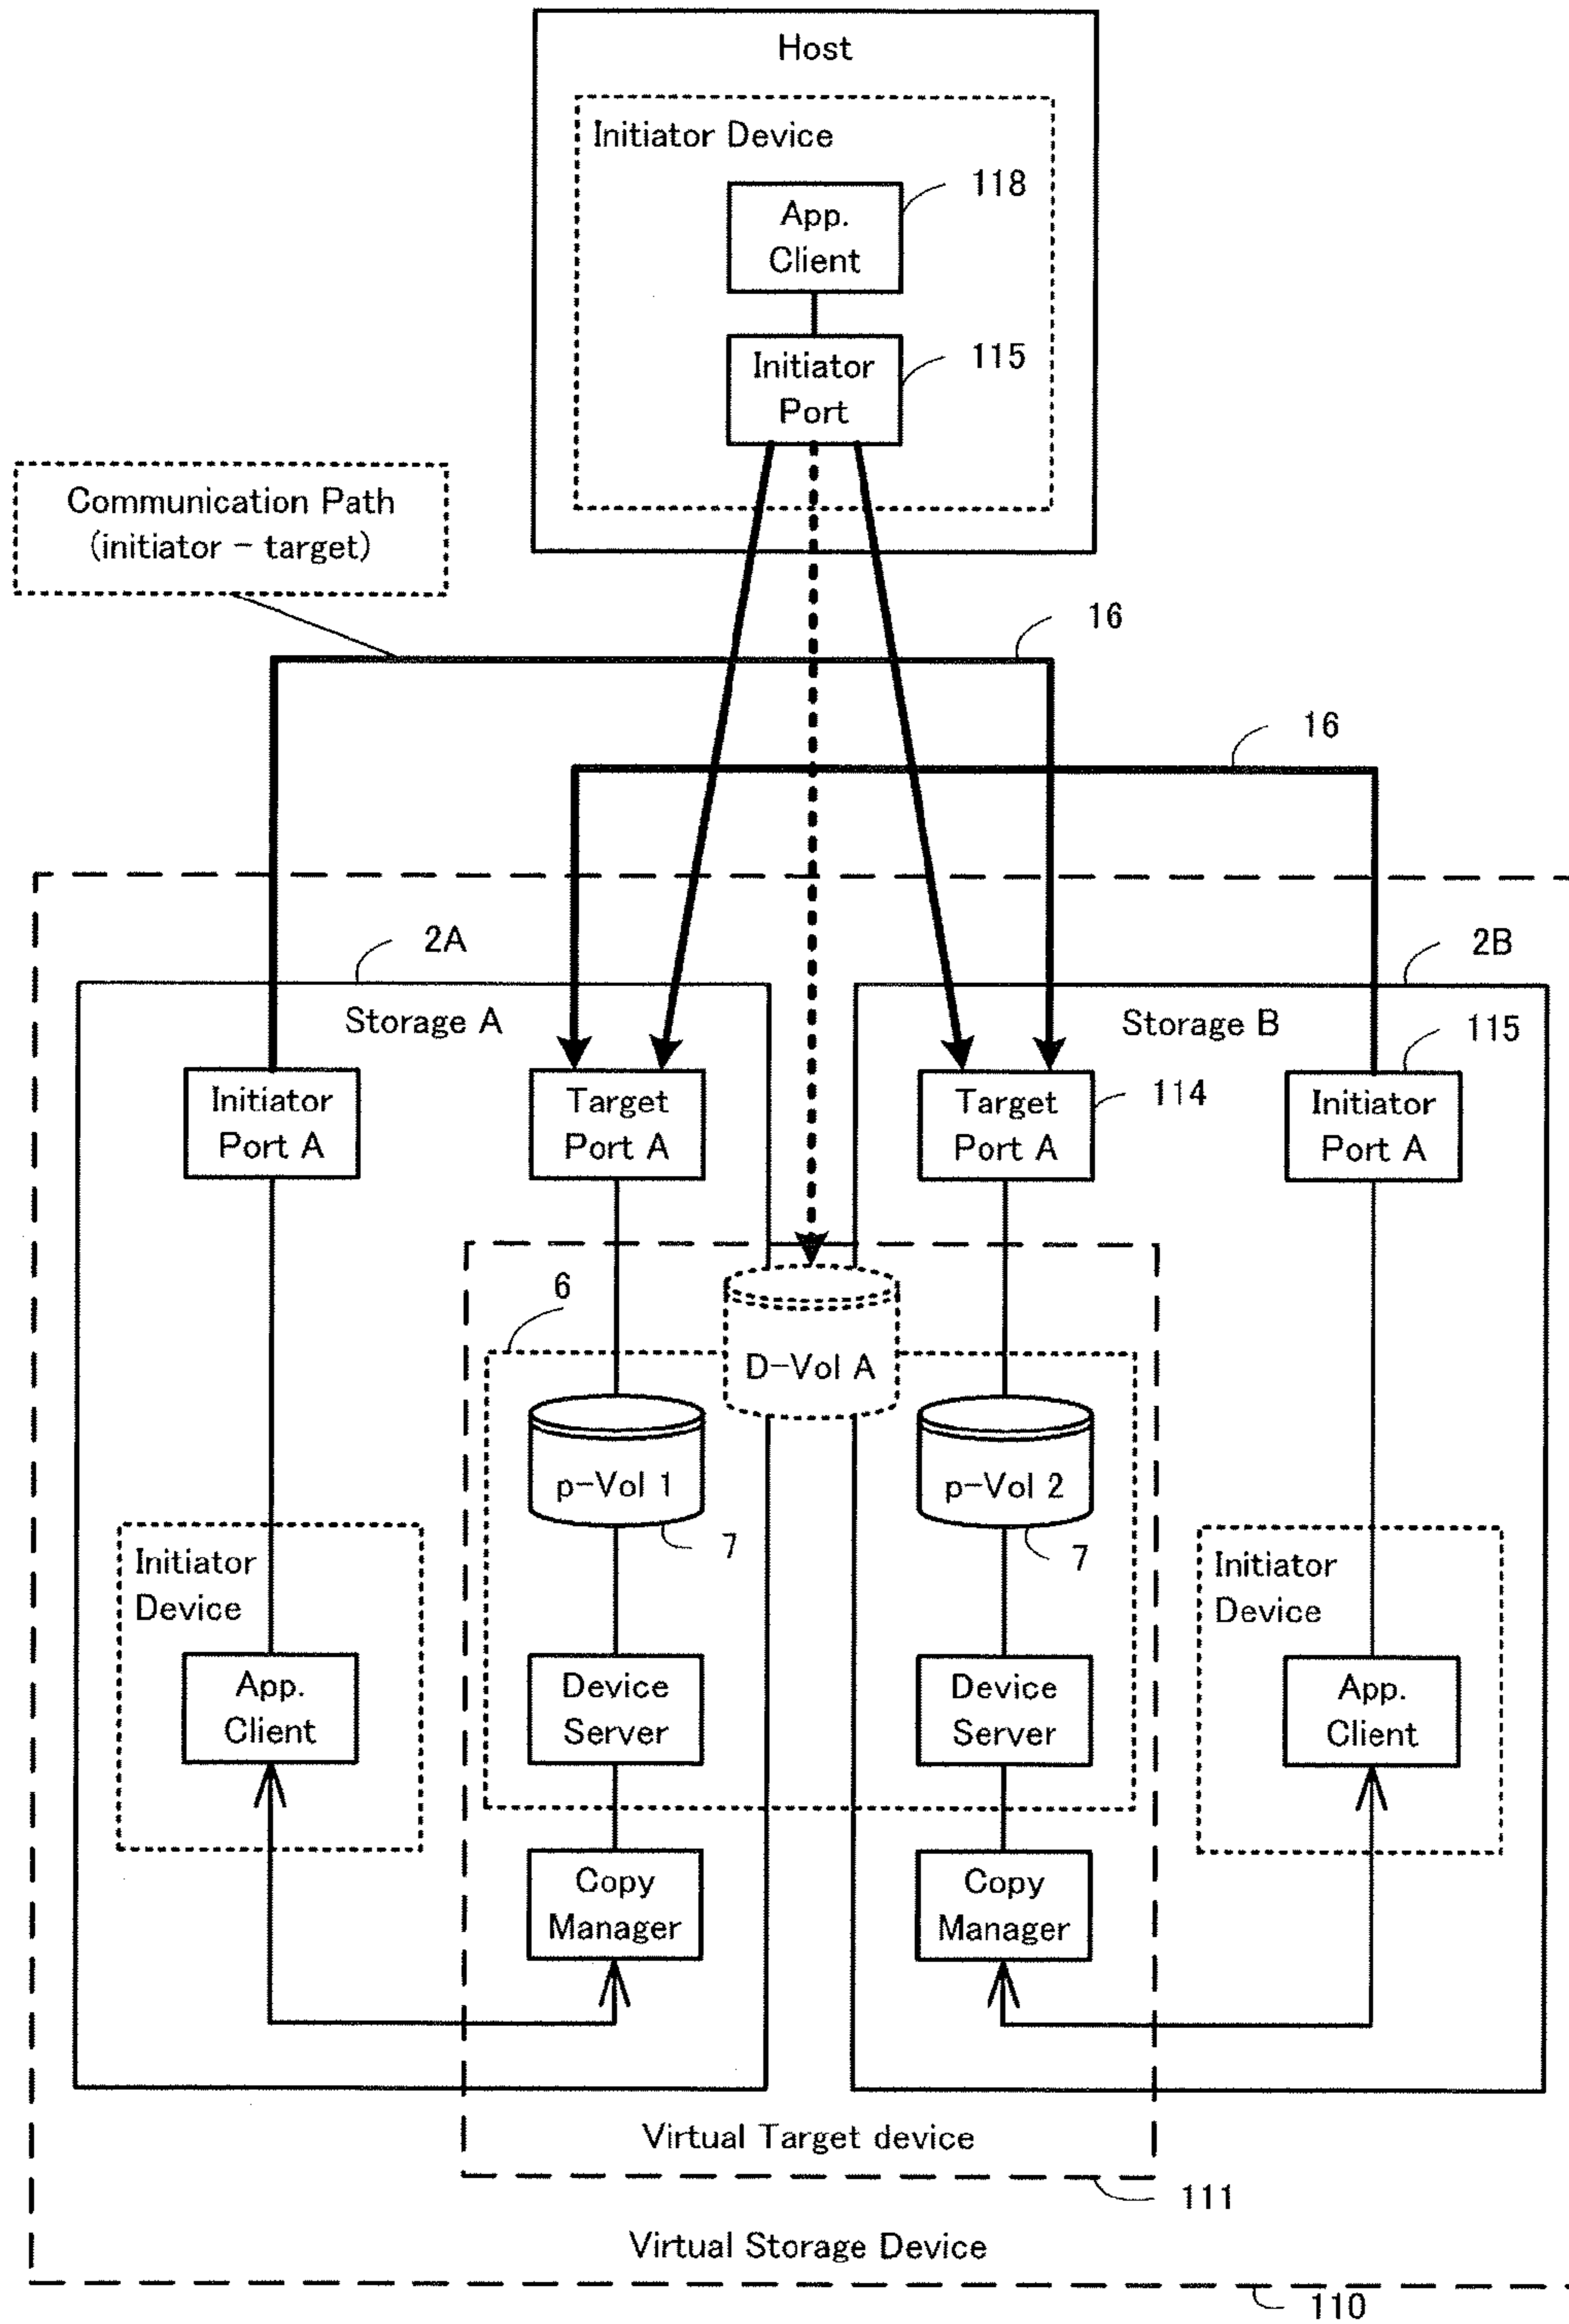 Host
Initiator Device
118
App.
Client
115
Initiator
Port
Communication Path
(initiator – target)
16
16
2A
2B
Storage A
Storage B
115
Initiator
Port A
Target
Port A
Target
Port A
114
Initiator
Port A
6
D-Vol A
p-Vol 1
p-Vol 2
7
7
Initiator
Device
Initiator
Device
App.
Client
Device
Server
Device
Server
App.
Client
Copy
Manager
Copy
Manager
Virtual Target device
111
Virtual Storage Device
110